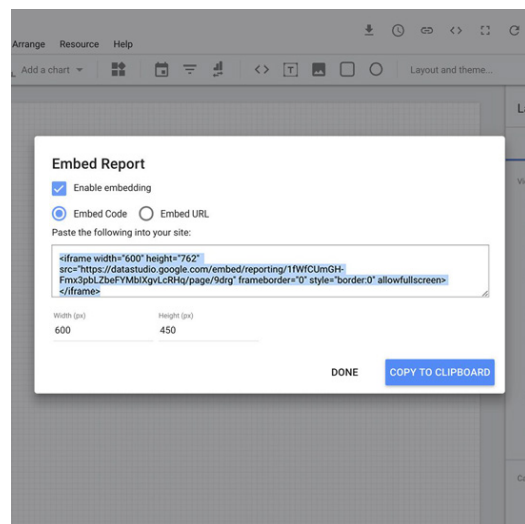 Arrange Resource Help
Add a chart
Layout and theme...
Embed Report
Enable embedding
Embed Code Embed URL
Paste the following into your site:
<iframe width="600" height="762"
src="https://datastudio.google.com/embed/reporting/1fWfCUmGH-
Fmx3pbLZbeFYMblXgvLcRHq/page/9drg" frameborder="0" style="border:0" allowfullscreen>
</iframe>
Width (px) Height (px)
600 450
DONE COPY TO CLIPBOARD